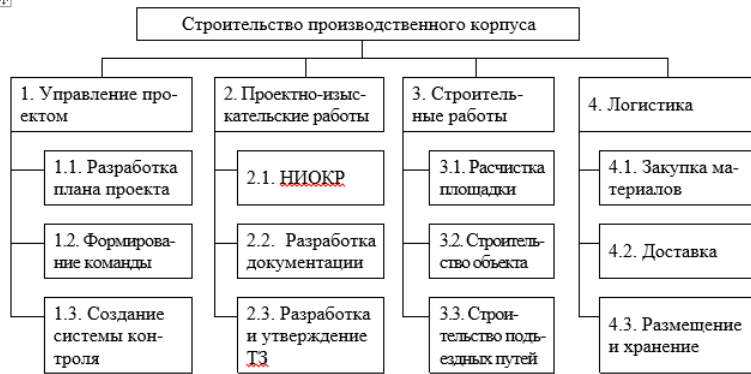 Строительство производственного корпуса
1. Управление про-
ектом
2. Проектно-изыс-
кательские работы
3. Строитель-
ные работы
4. Логистика
1.1. Разработка
плана проекта
2.1. НИОКР
3.1. Расчистка
площадки
4.1. Закупка ма-
териалов
1.2. Формирова-
ние команды
2.2. Разработка
документации
3.2. Строитель-
ство объекта
4.2. Доставка
1.3. Создание
системы кон-
троля
2.3. Разработка
и утверждение
ТЗ
3.3. Строи-
тельство подъ-
ездных путей
4.3. Размещение
и хранение